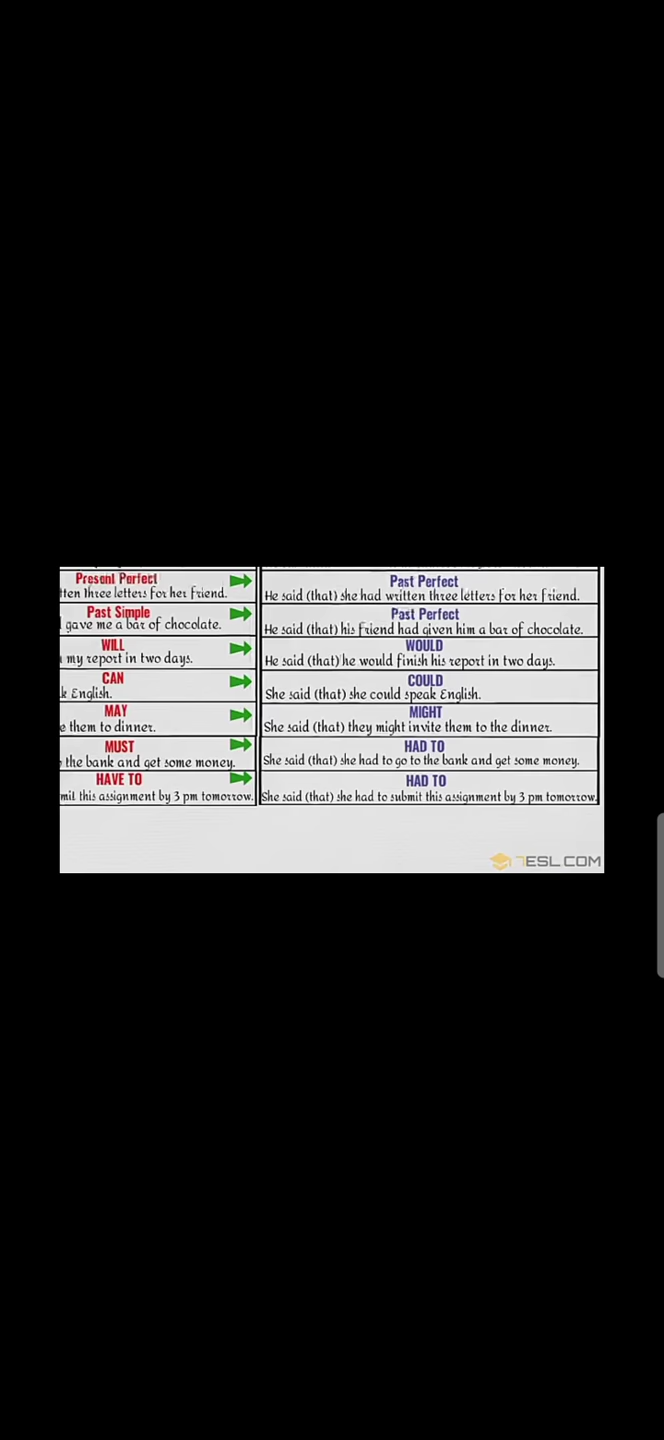 Present Perfect
tten three letters for her friend.
Past Perfect
He said (that) she had written three letters for her friend.
Past Simple
gave me a bar of chocolate.
Past Perfect
He said (that) his friend had given him a bar of chocolate.
WILL
my report in two days.
WOULD
He said (that) he would finish his report in two days.
CAN
k English.
COULD
She said (that) she could speak English.
MAY
e them to dinner.
MIGHT
She said (that) they might invite them to the dinner.
MUST
the bank and get some money.
HAD TO
She said (that) she had to go to the bank and get some money.
HAVE TO
mit this assignment by 3 pm tomorrow.
HAD TO
She said (that) she had to submit this assignment by 3 pm tomorrow.
7ESL.COM